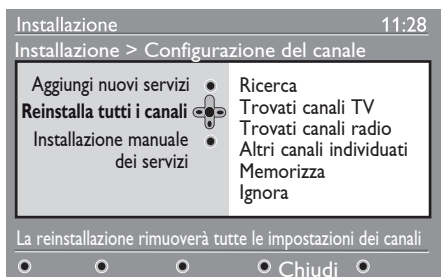 Installazione 11:28
Installazione > Configurazione del canale
Aggiungi nuovi servizi
Reinstalla tutti i canali
Installazione manuale
dei servizi
Ricerca
Trovati canali TV
Trovati canali radio
Altri canali individuati
Memorizza
Ignora
La reinstallazione rimuoverà tutte le impostazioni dei canali
Chiudi